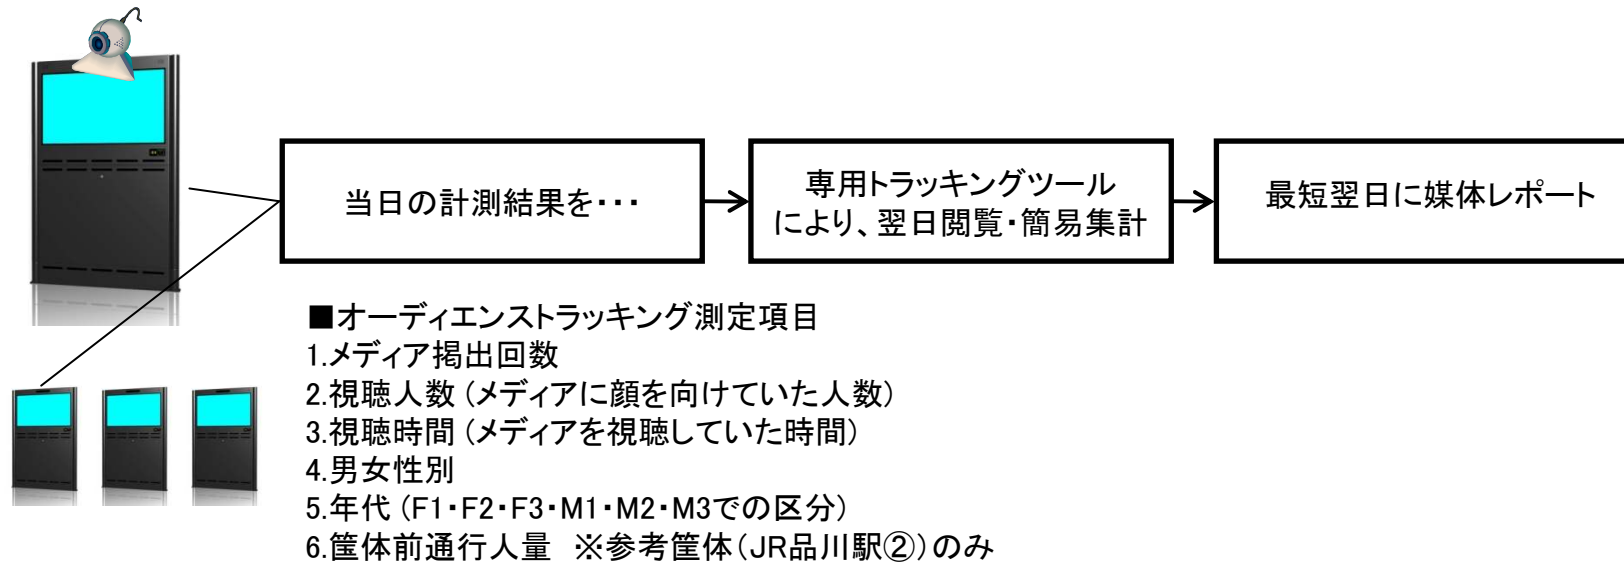 当日の計測結果を・・・
専用トラッキングツール
により、翌日閲覧・簡易集計
最短翌日に媒体レポート
■オーディエンストラッキング測定項目
1.メディア掲出回数
2.視聴人数（メディアに顔を向けていた人数）
3.視聴時間（メディアを視聴していた時間）
4.男女性別
5.年代（F1・F2・F3・M1・M2・M3での区分）
6.筐体前通行人量　※参考筐体（JR品川駅②）のみ